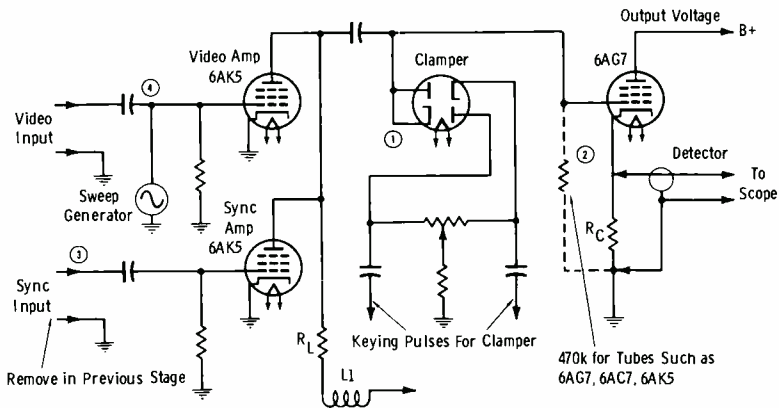 Output Voltage
B+
Video Amp
6AK5
Clamper
6AG7
4
Video
Input
1
2
Detector
To
Scope
Sweep
Generator
Sync
Amp
6AK5
RC
3
Sync
Input
RL
Keying Pulses For Clamper
Remove in Previous Stage
L1
470k for Tubes Such as
6AG7, 6AC7, 6AK5